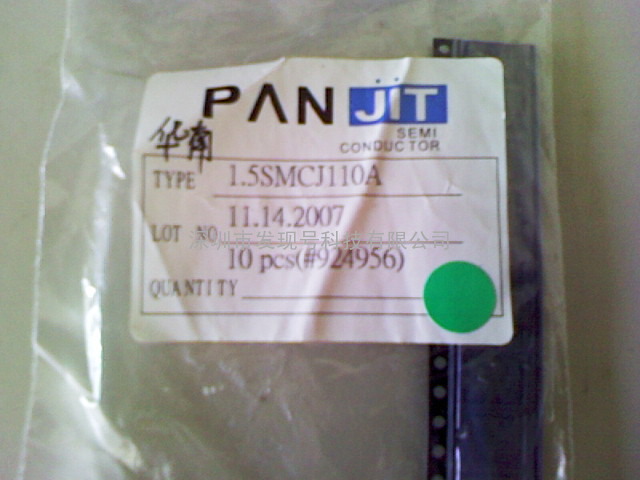 PAN JIT
SEMI
CONDUCTOR
华南
TYPE 1.5SMCJ110A
LOT NO 11.14.2007
深圳市发现号科技有限公司
10 pcs(#924956)
QUANTITY